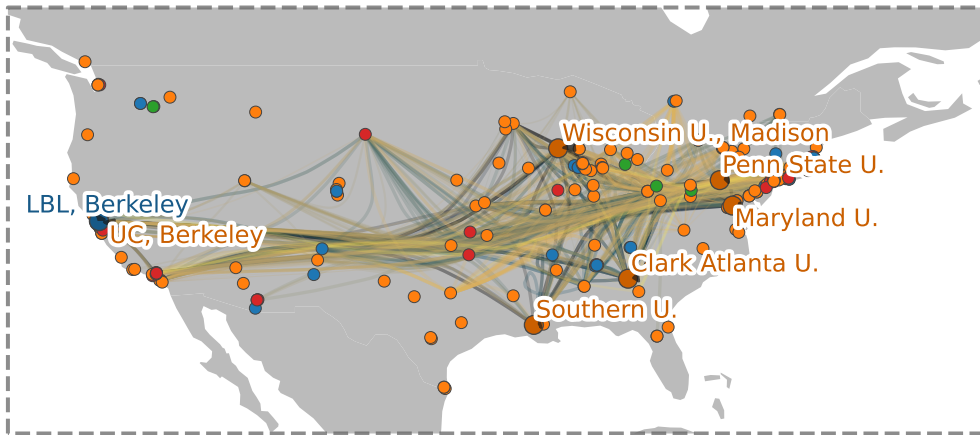 Wisconsin U., Madison
Penn State U.
LBL, Berkeley
Maryland U.
UC, Berkeley
Clark Atlanta U.
Southern U.